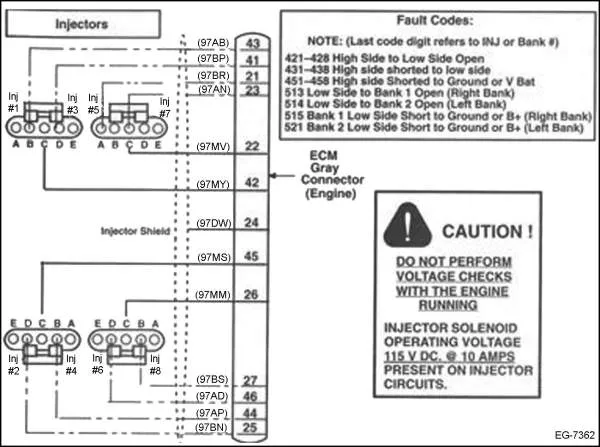 Injectors
(97AB) 43
(97BP) 41
(97BR) 21
(97AN) 23
Inj #1
Inj #3
Inj #5
Inj #7
A B C D E
A B C D E
(97MV) 22
(97MY) 42
(97DW) 24
Injector Shield
(97MS) 45
(97MM) 26
E D C B A
E D C B A
Inj #2
Inj #4
Inj #6
Inj #8
(97BS) 27
(97AD) 46
(97AP) 44
(97BN) 25
ECM
Gray
Connector
(Engine)
Fault Codes:
NOTE: (Last code digit refers to INJ or Bank #)
421–428 High Side to Low Side Open
431–438 High side shorted to low side
451–458 High side Shorted to Ground or V Bat
513 Low Side to Bank 1 Open (Right Bank)
514 Low Side to Bank 2 Open (Left Bank)
515 Bank 1 Low Side Short to Ground or B+ (Right Bank)
521 Bank 2 Low Side Short to Ground or B+ (Left Bank)
! CAUTION !
DO NOT PERFORM
VOLTAGE CHECKS
WITH THE ENGINE
RUNNING
INJECTOR SOLENOID
OPERATING VOLTAGE
115 V DC. @ 10 AMPS
PRESENT ON INJECTOR
CIRCUITS.
EG-7362